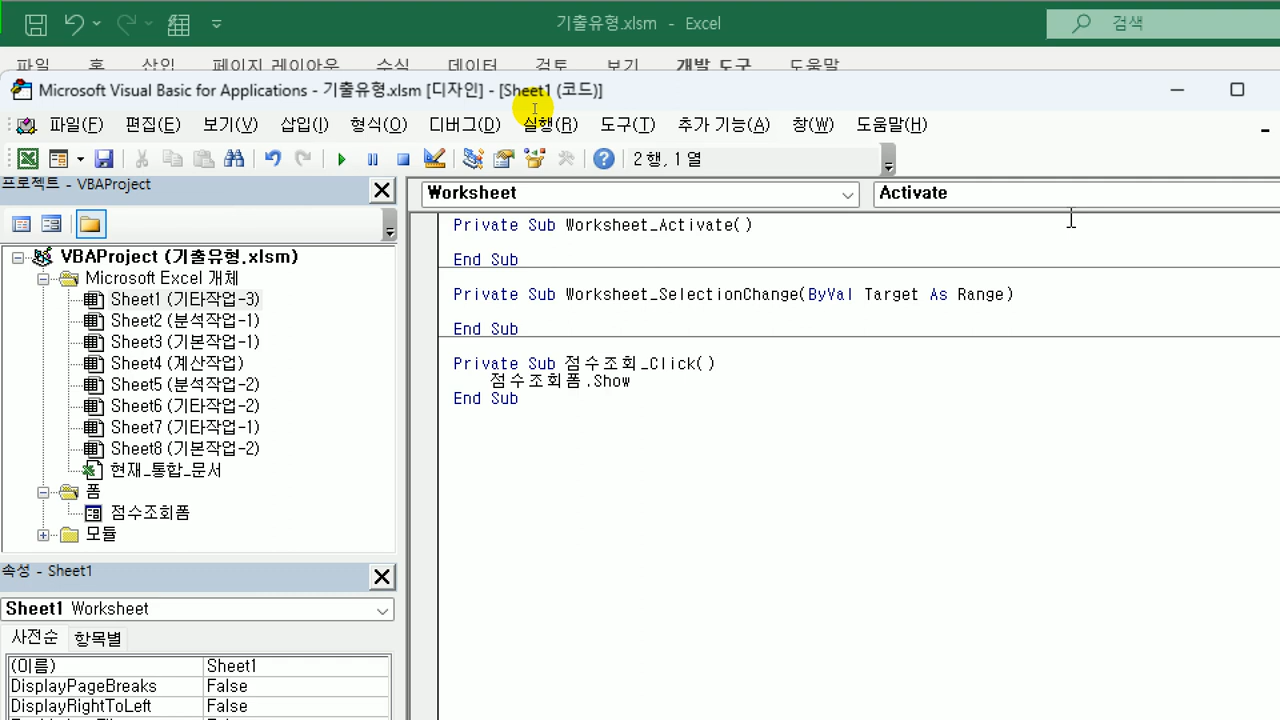 기출유형.xlsm - Excel
검색
파일 홈 삽입 페이지 레이아웃 수식 데이터 검토 보기 개발 도구 도움말
Microsoft Visual Basic for Applications - 기출유형.xlsm [디자인] - [Sheet1 (코드)]
파일(F) 편집(E) 보기(V) 삽입(I) 형식(O) 디버그(D) 실행(R) 도구(T) 추가 기능(A) 창(W) 도움말(H)
2 행, 1 열
프로젝트 - VBAProject
VBAProject (기출유형.xlsm)
Microsoft Excel 개체
Sheet1 (기타작업-3)
Sheet2 (분석작업-1)
Sheet3 (기본작업-1)
Sheet4 (계산작업)
Sheet5 (분석작업-2)
Sheet6 (기타작업-2)
Sheet7 (기타작업-1)
Sheet8 (기본작업-2)
현재_통합_문서
폼
점수조회폼
모듈
속성 - Sheet1
Sheet1 Worksheet
사전순 항목별
(이름) Sheet1
DisplayPageBreaks False
DisplayRightToLeft False
Worksheet Activate
Private Sub Worksheet_Activate()
End Sub
Private Sub Worksheet_SelectionChange(ByVal Target As Range)
End Sub
Private Sub 점수조회_Click()
점수조회폼.Show
End Sub